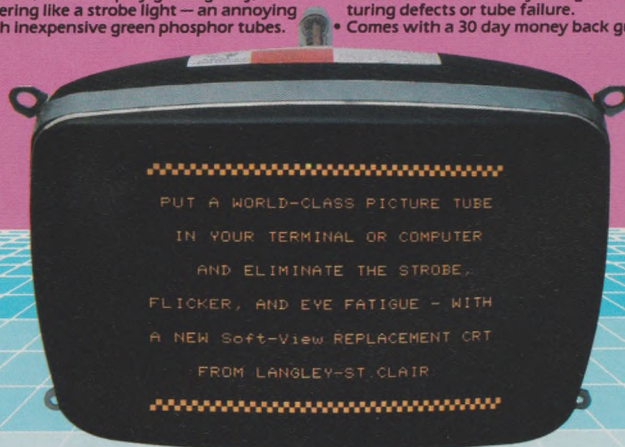 ering like a strobe light — an annoying
h inexpensive green phosphor tubes.
turing defects or tube failure.
• Comes with a 30 day money back gu
PUT A WORLD-CLASS PICTURE TUBE
IN YOUR TERMINAL OR COMPUTER
AND ELIMINATE THE STROBE,
FLICKER, AND EYE FATIGUE - WITH
A NEW Soft-View REPLACEMENT CRT
FROM LANGLEY-ST.CLAIR